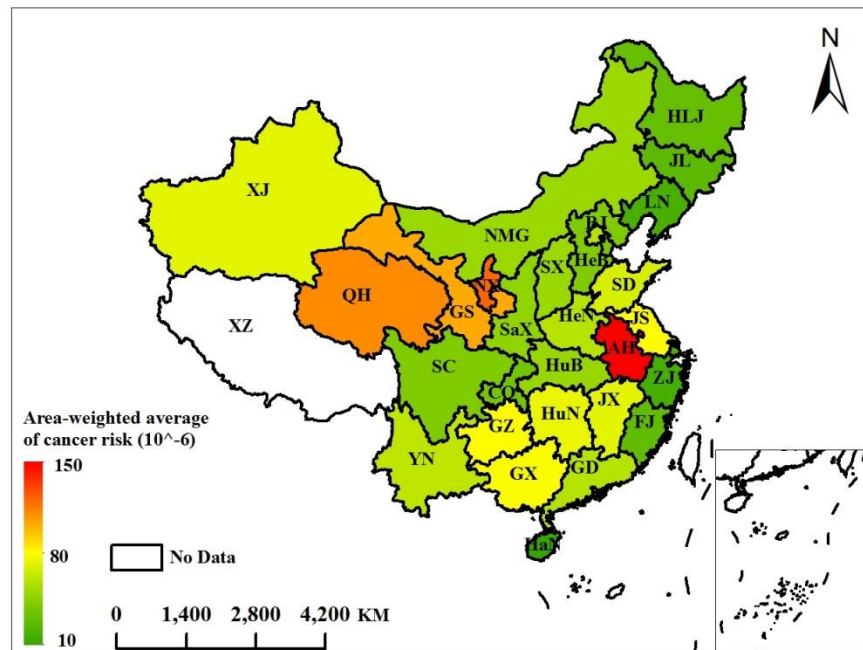 N
HLJ
JL
LN
XJ
NMG
BJ
HeB
SX
SD
NX
QH
GS
XZ
SaX
HeN
JS
AH
SC
HuB
ZJ
CQ
JX
HuN
FJ
GZ
YN
GX
GD
HaN
Area-weighted average
of cancer risk (10^-6)
150
80
10
No Data
0 1,400 2,800 4,200 KM